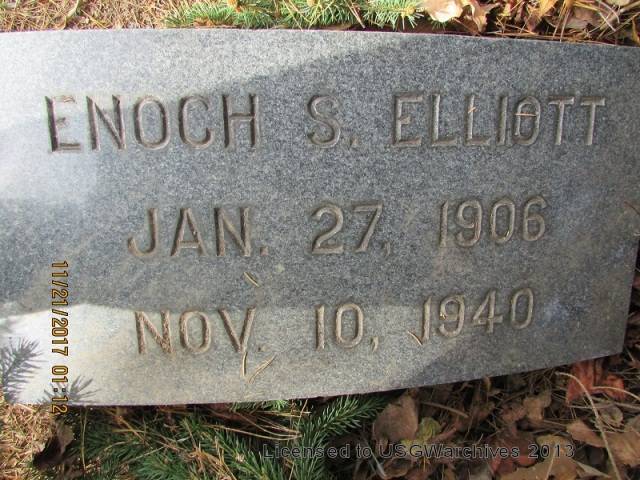 ENOCH S. ELLIOTT
JAN. 27, 1906
NOV. 10, 1940
11/21/2017 01:12
Licensed to USGWarchives 2013